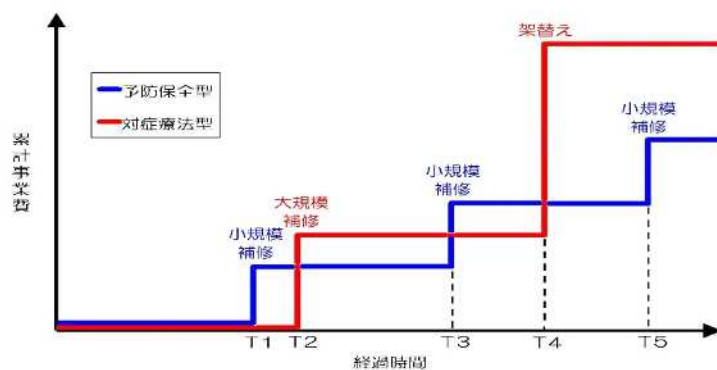 架替え
予防保全型
対症療法型
小規模
補修
小規模
補修
大規模
補修
小規模
補修
累計事業費
T1
T2
T3
T4
T5
経過時間